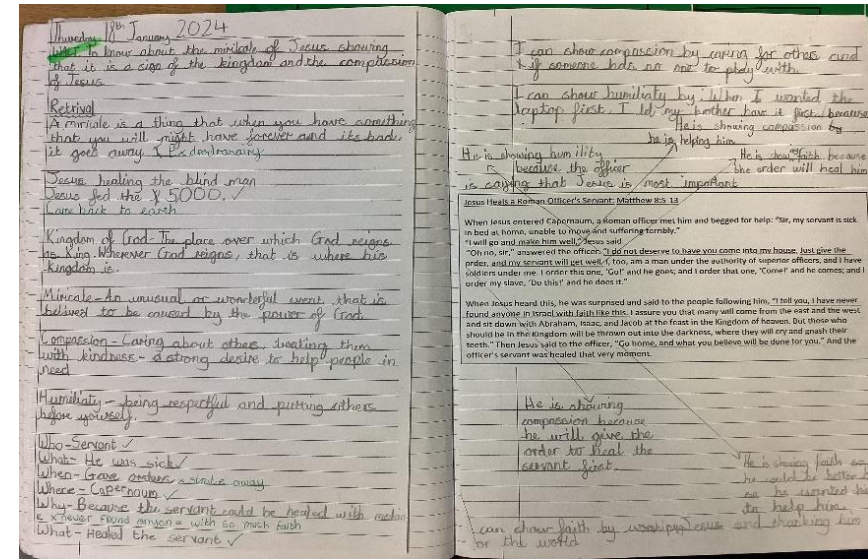 Thursday 18th January 2024
LWBT: To know about the miricale of Jesus showing
that it is a sign of the kingdom and the compassion
of Jesus
Retrival
A miricale is a thing that when you have somthing
that you will might have forever and its bad
it goes away
Jesus healing the blind man
Jesus fed the 5000. ✓
Came back to earth
Kingdom of God - The place over which God reigns
as King. Wherever God reigns, that is where his
kingdom is.
Miricale - An unusual or wonderful event that is
belived to be caused by the power of God.
Compassion - Caring about others, treating them
with kindness - a strong desire to help people in
need
Humiliaty - being respectful and putting others
before yourself.
Who - Servant ✓
What - He was sick ✓
When - Gave orders x
Where - Capernaum ✓
Why - Because the servant could be healed with
x never found anyone with so much faith
What - Healed the servant ✓
I can show compassion by caring for others and
if someone has no one to play with.
I can show humiliaty by: When I wanted the
laptop first, I let my brother have it first because
He is showing compassion by
he is helping him
He is showing humility
because the officer
is saying that Jesus is most important
He is faith because
the order will heal him
Jesus Heals a Roman Officer's Servant: Matthew 8:5-13
When Jesus entered Capernaum, a Roman officer met him and begged for help: "Sir, my servant is sick
in bed at home, unable to move and suffering terribly."
"I will go and make him well," Jesus said.
"Oh no, sir," answered the officer. "I do not deserve to have you come into my house. Just give the
order, and my servant will get well. I, too, am a man under the authority of superior officers, and I have
soldiers under me. I order this one, 'Go!' and he goes; and I order that one, 'Come!' and he comes; and I
order my slave, 'Do this!' and he does it."
When Jesus heard this, he was surprised and said to the people following him, "I tell you, I have never
found anyone in Israel with faith like this. I assure you that many will come from the east and the west
and sit down with Abraham, Isaac, and Jacob at the feast in the Kingdom of heaven. But those who
should be in the Kingdom will be thrown out into the darkness, where they will cry and gnash their
teeth." Then Jesus said to the officer, "Go home, and what you believe will be done for you." And the
officer's servant was healed that very moment.
He is showing
compassion because
he will give the
order to heal the
servant first.
He is showing faith so
he could be better
so he wanted
to help him.
can show faith by worship Jesus and thanking him
for the world